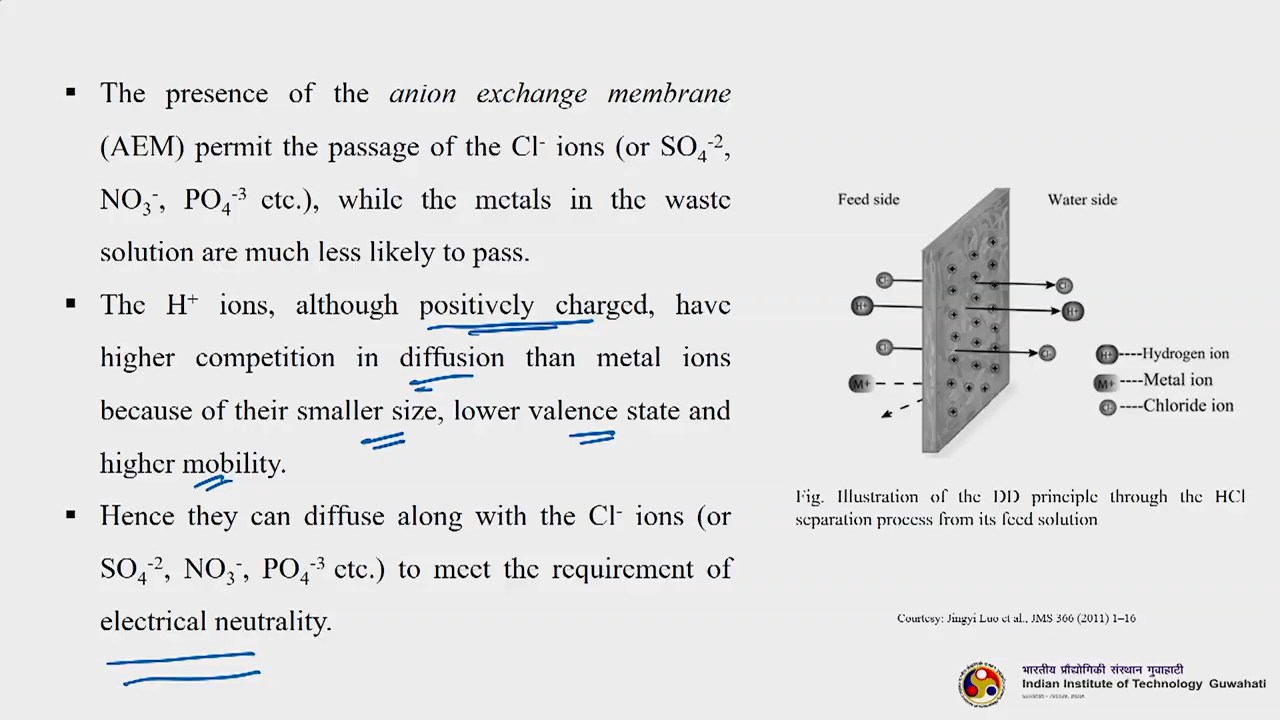 ▪ The presence of the anion exchange membrane
(AEM) permit the passage of the Cl⁻ ions (or SO₄⁻²,
NO₃⁻, PO₄⁻³ etc.), while the metals in the waste
solution are much less likely to pass.
▪ The H⁺ ions, although positively charged, have
higher competition in diffusion than metal ions
because of their smaller size, lower valence state and
higher mobility.
▪ Hence they can diffuse along with the Cl⁻ ions (or
SO₄⁻², NO₃⁻, PO₄⁻³ etc.) to meet the requirement of
electrical neutrality.
Feed side
Water side
Cl-
Cl-
H+
H+
Cl-
Cl-
M+
H+ ----Hydrogen ion
M+ ----Metal ion
Cl- ----Chloride ion
Fig. Illustration of the DD principle through the HCl
separation process from its feed solution
Courtesy: Jingyi Luo et al., JMS 366 (2011) 1–16
भारतीय प्रौद्योगिकी संस्थान गुवाहाटी
Indian Institute of Technology Guwahati